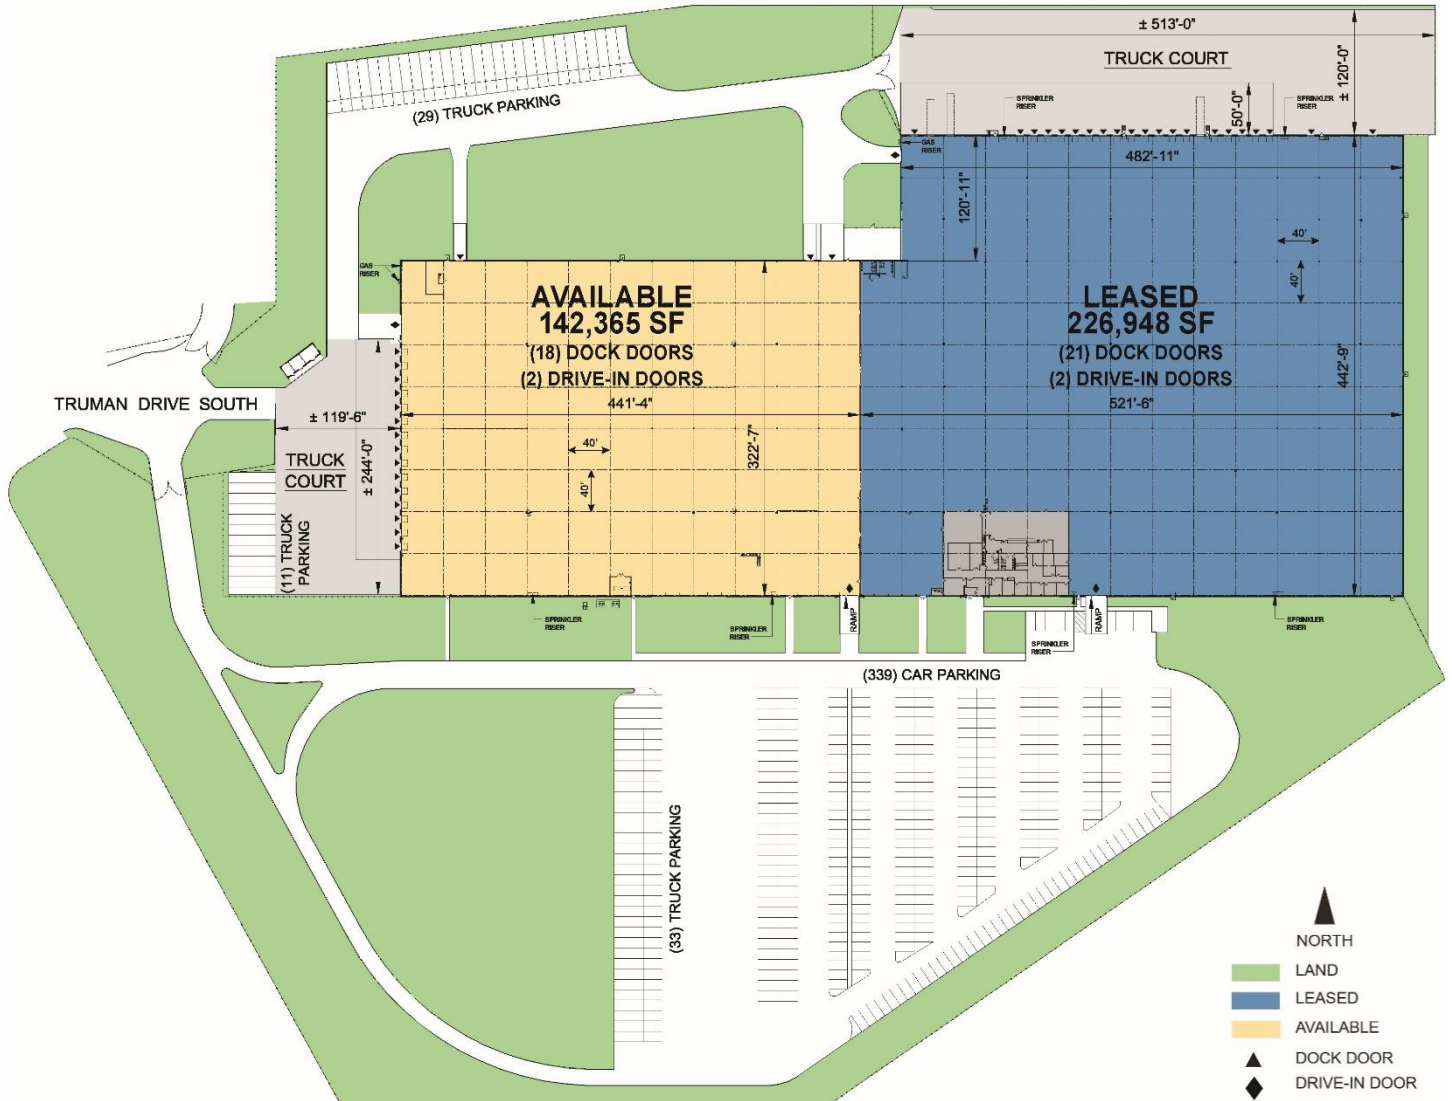 ± 513'-0"
TRUCK COURT
± 120'-0"
50'-0"
SPRINKLER
RISER
SPRINKLER
RISER
(29) TRUCK PARKING
GAS
RISER
482'-11"
120'-11"
40'
40'
GAS
RISER
AVAILABLE
142,365 SF
(18) DOCK DOORS
(2) DRIVE-IN DOORS
441'-4"
322'-7"
40'
40'
LEASED
226,948 SF
(21) DOCK DOORS
(2) DRIVE-IN DOORS
521'-6"
442'-9"
TRUMAN DRIVE SOUTH
± 119'-6"
TRUCK
COURT
± 244'-0"
(11) TRUCK
PARKING
SPRINKLER
RISER
SPRINKLER
RISER
RAMP
SPRINKLER
RISER
RAMP
SPRINKLER
RISER
(339) CAR PARKING
(33) TRUCK PARKING
NORTH
LAND
LEASED
AVAILABLE
DOCK DOOR
DRIVE-IN DOOR